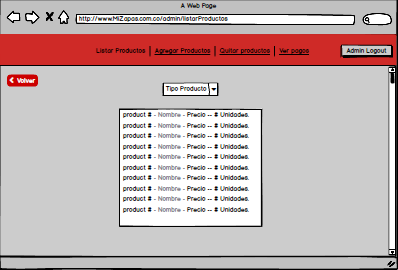 A Web Page
http://www.MiZapas.com.co/admin/listarProductos
Listar Productos | Agregar Productos | Quitar productos | Ver pagos
Admin Logout
Volver
Tipo Producto
product # - Nombre - Precio -- # Unidades.
product # - Nombre - Precio -- # Unidades.
product # - Nombre - Precio -- # Unidades.
product # - Nombre - Precio -- # Unidades.
product # - Nombre - Precio -- # Unidades.
product # - Nombre - Precio -- # Unidades.
product # - Nombre - Precio -- # Unidades.
product # - Nombre - Precio -- # Unidades.
product # - Nombre - Precio -- # Unidades.
product # - Nombre - Precio -- # Unidades.